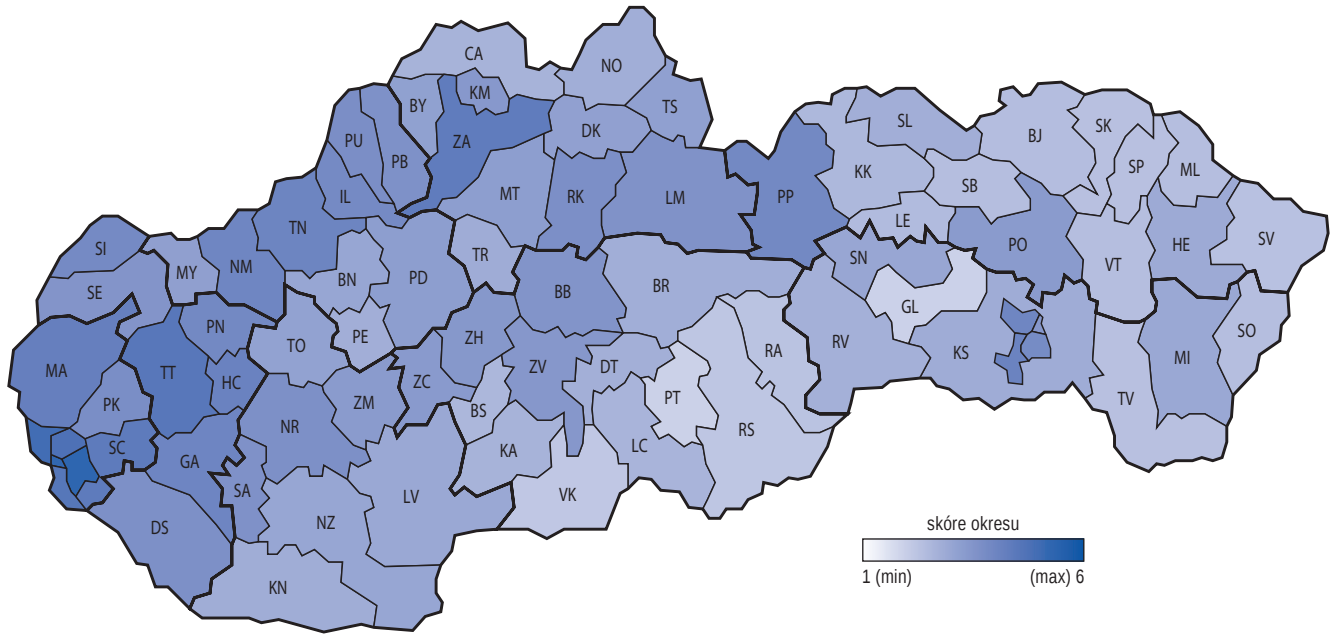 CA
NO
KM
BY
TS
SL
DK
BJ
SK
PU
ZA
PB
SP
ML
KK
SB
MT
IL
RK
LM
PP
LE
TN
PO
HE
SV
SI
MY
NM
TR
SN
VT
BN
PD
SE
BB
BR
GL
PN
PE
ZH
TO
RV
SO
KS
RA
MI
MA
TT
HC
ZC
ZV
DT
PK
ZM
BS
PT
TV
NR
RS
SC
GA
KA
LC
SA
LV
VK
DS
NZ
KN
skóre okresu
1 (min)
(max) 6